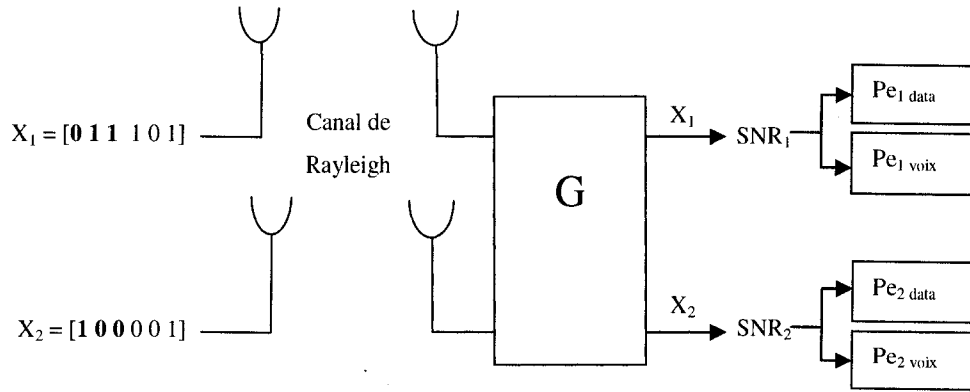 X1 = [0 1 1 1 0 1]
Canal de
Rayleigh
G
X1
SNR1
Pe1 data
Pe1 voix
X2 = [1 0 0 0 0 1]
X2
SNR2
Pe2 data
Pe2 voix